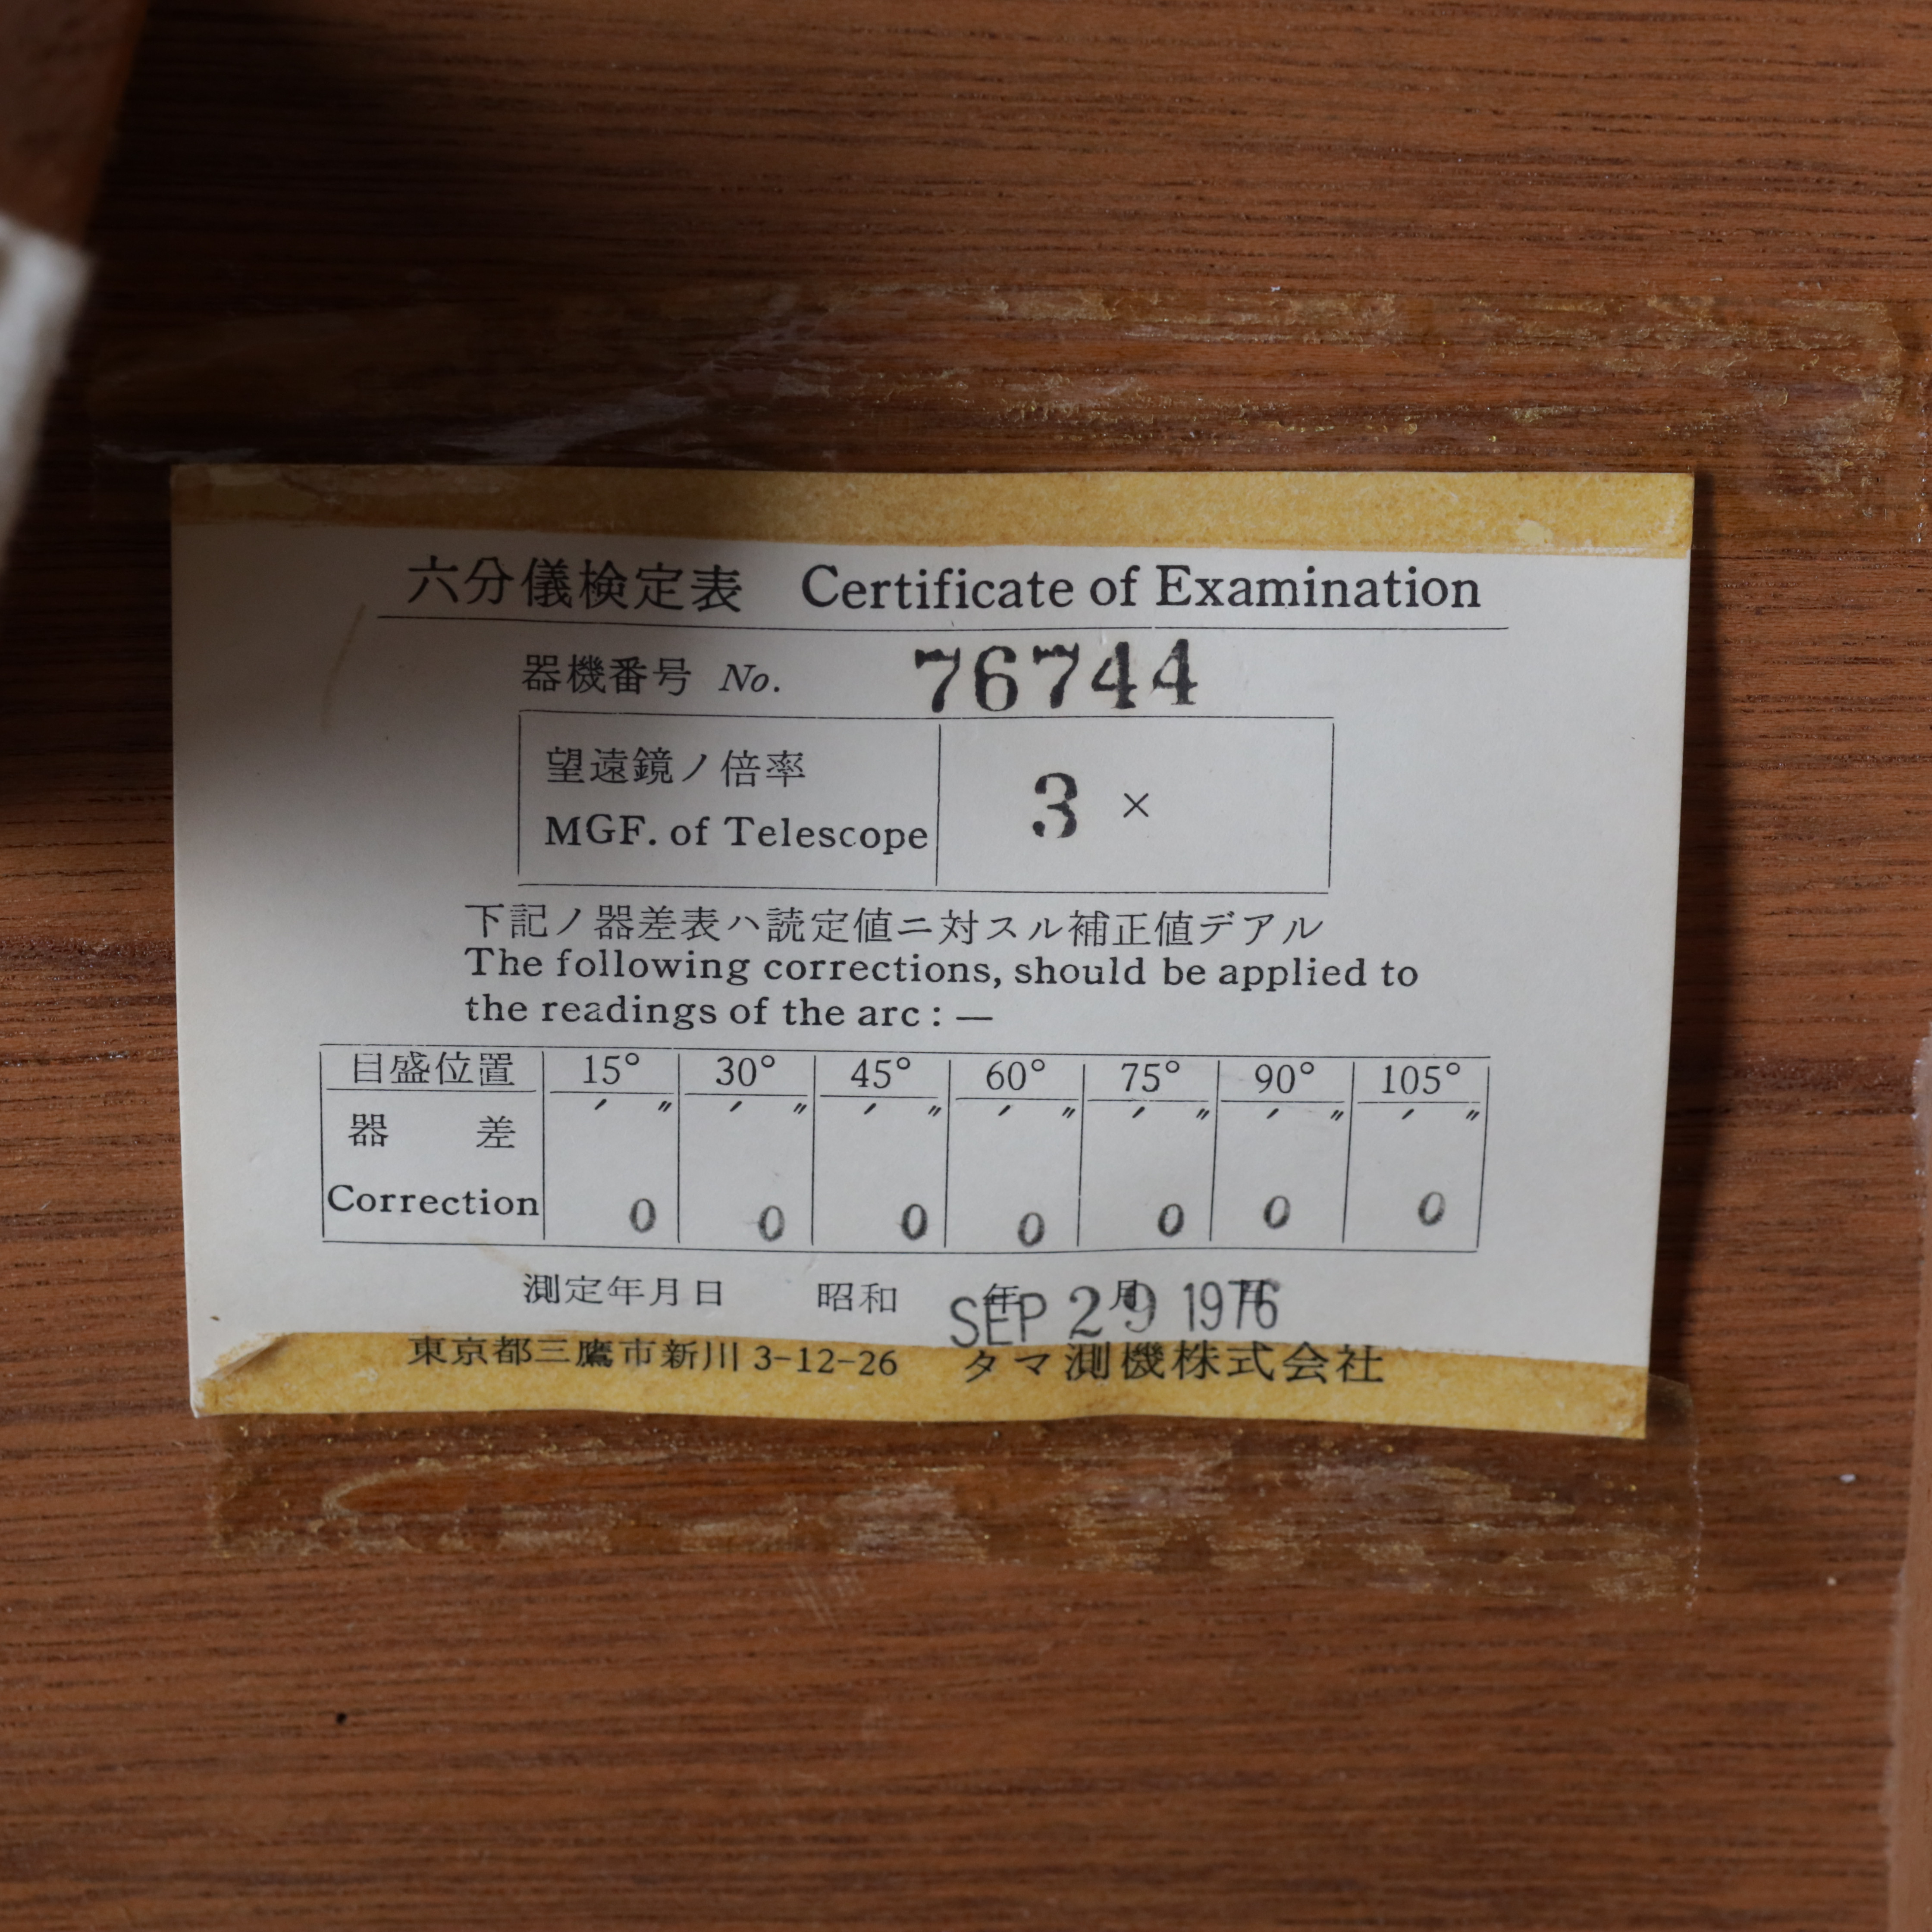 六分儀検定表 Certificate of Examination
器機番号 No. 76744
望遠鏡ノ倍率
MGF. of Telescope 3 ×
下記ノ器差表ハ読定値ニ対スル補正値デアル
The following corrections, should be applied to
the readings of the arc : —
目盛位置 15° 30° 45° 60° 75° 90° 105°
器差 ′ ″ ′ ″ ′ ″ ′ ″ ′ ″ ′ ″ ′ ″
Correction 0 0 0 0 0 0 0
測定年月日 昭和 年 月 日
SEP 29 1976
東京都三鷹市新川 3-12-26 タマ測機株式会社